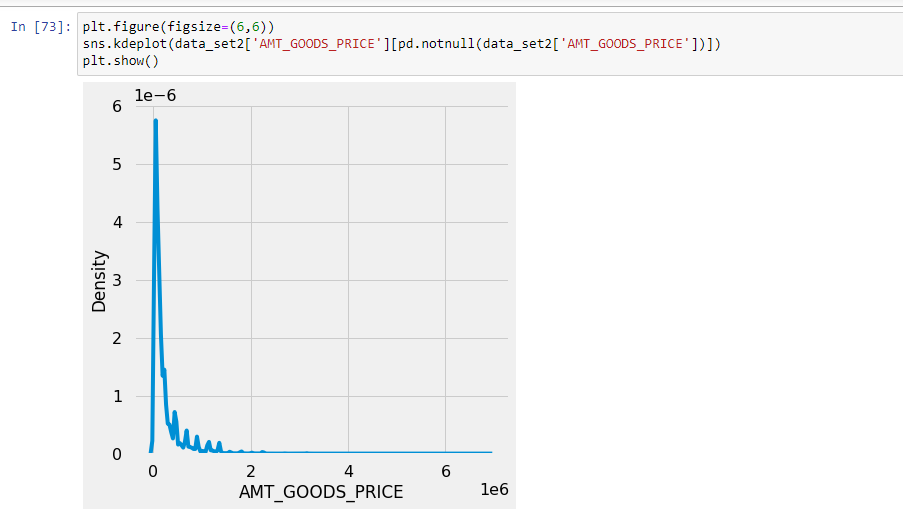 In [73]: plt.figure(figsize=(6,6))
sns.kdeplot(data_set2['AMT_GOODS_PRICE'][pd.notnull(data_set2['AMT_GOODS_PRICE'])])
plt.show()
1e−6
6
5
4
3
2
1
0
Density
0 2 4 6
1e6
AMT_GOODS_PRICE